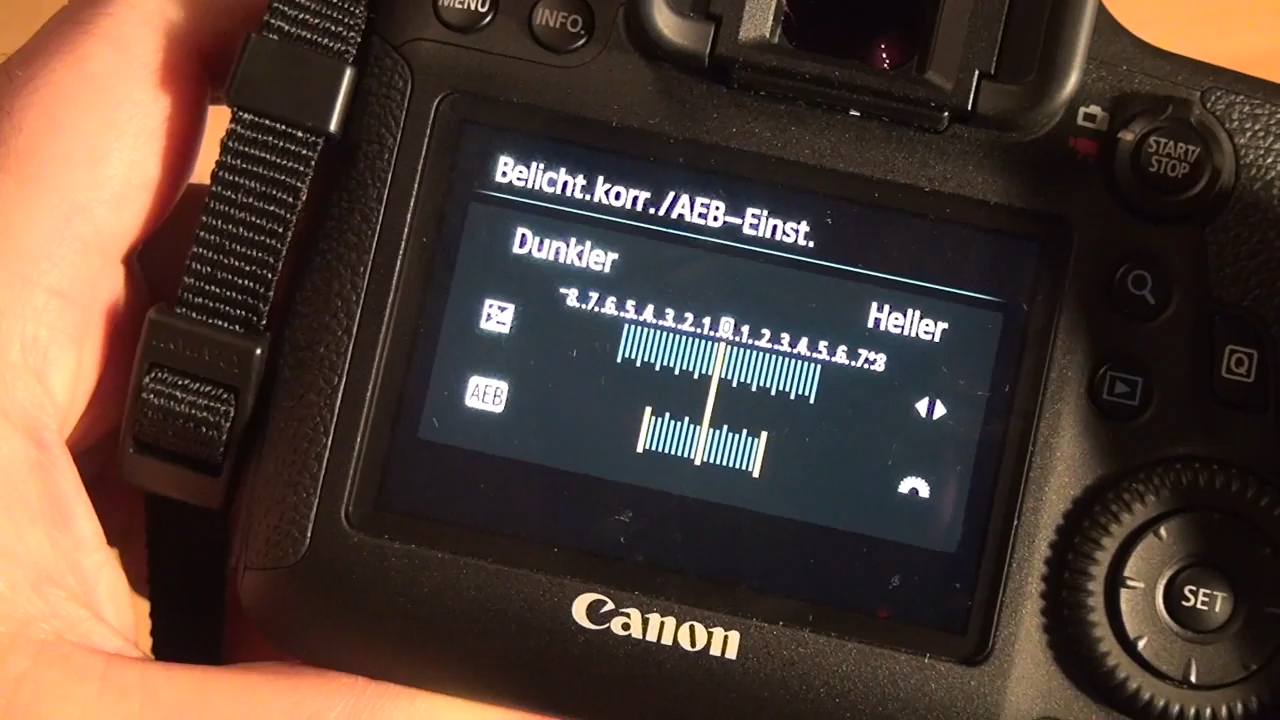 MENU
INFO.
START/
STOP
Belicht.korr./AEB–Einst.
Dunkler
Heller
-8..7..6..5..4..3..2..1..0..1..2..3..4..5..6..7.+8
AEB
Q
SET
Canon